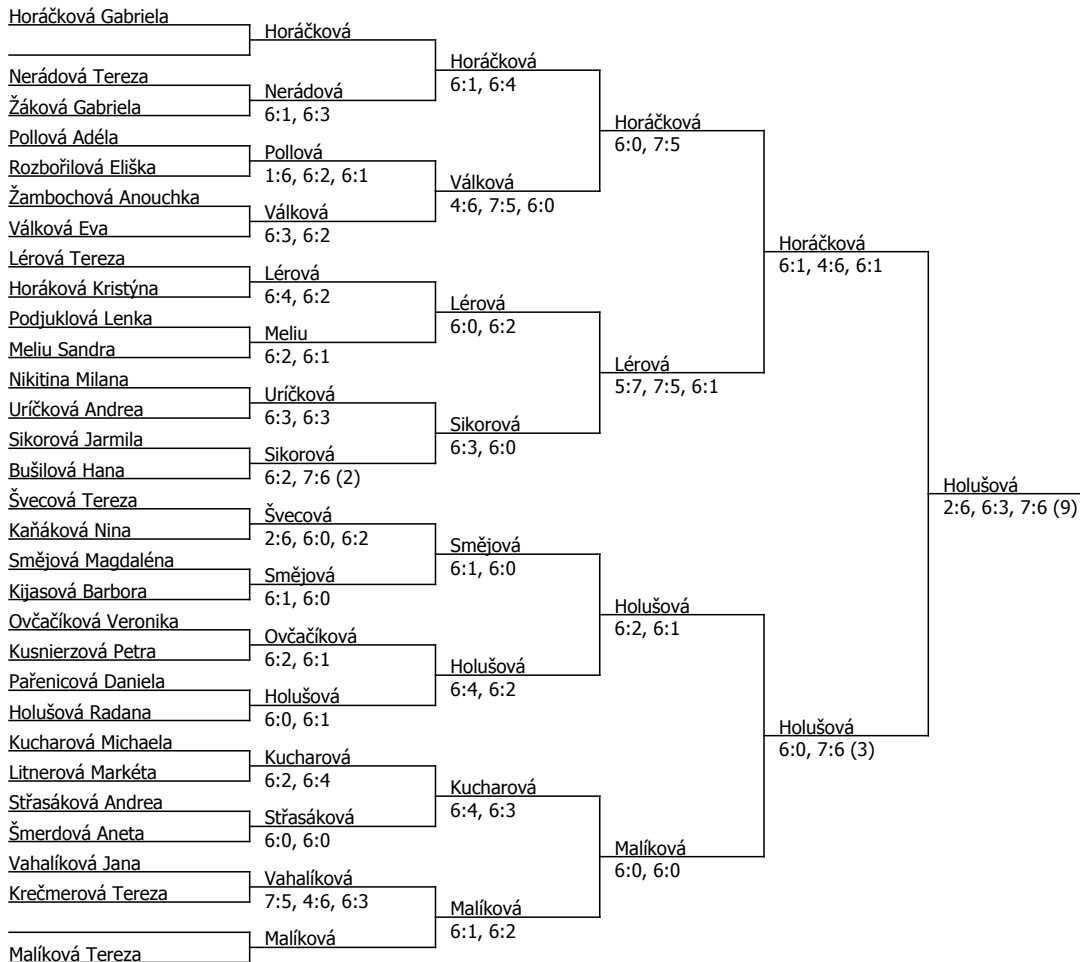 Horáčková Gabriela
Horáčková
Horáčková
6:1, 6:4
Nerádová Tereza
Nerádová
6:1, 6:3
Žáková Gabriela
Horáčková
6:0, 7:5
Pollová Adéla
Pollová
1:6, 6:2, 6:1
Rozbořilová Eliška
Válková
4:6, 7:5, 6:0
Žambochová Anouchka
Válková
6:3, 6:2
Válková Eva
Horáčková
6:1, 4:6, 6:1
Lérová Tereza
Lérová
6:4, 6:2
Horáková Kristýna
Lérová
6:0, 6:2
Podjuklová Lenka
Meliu
6:2, 6:1
Meliu Sandra
Lérová
5:7, 7:5, 6:1
Nikitina Milana
Uríčková
6:3, 6:3
Uríčková Andrea
Sikorová
6:3, 6:0
Sikorová Jarmila
Sikorová
6:2, 7:6 (2)
Bušilová Hana
Holušová
2:6, 6:3, 7:6 (9)
Švecová Tereza
Švecová
2:6, 6:0, 6:2
Kaňáková Nina
Smějová
6:1, 6:0
Smějová Magdaléna
Smějová
6:1, 6:0
Kijasová Barbora
Holušová
6:2, 6:1
Ovčačíková Veronika
Ovčačíková
6:2, 6:1
Kusnierzová Petra
Holušová
6:4, 6:2
Pařenicová Daniela
Holušová
6:0, 6:1
Holušová Radana
Holušová
6:0, 7:6 (3)
Kucharová Michaela
Kucharová
6:2, 6:4
Litnerová Markéta
Kucharová
6:4, 6:3
Střasáková Andrea
Střasáková
6:0, 6:0
Šmerdová Aneta
Malíková
6:0, 6:0
Vahalíková Jana
Vahalíková
7:5, 4:6, 6:3
Krečmerová Tereza
Malíková
6:1, 6:2
Malíková
Malíková Tereza